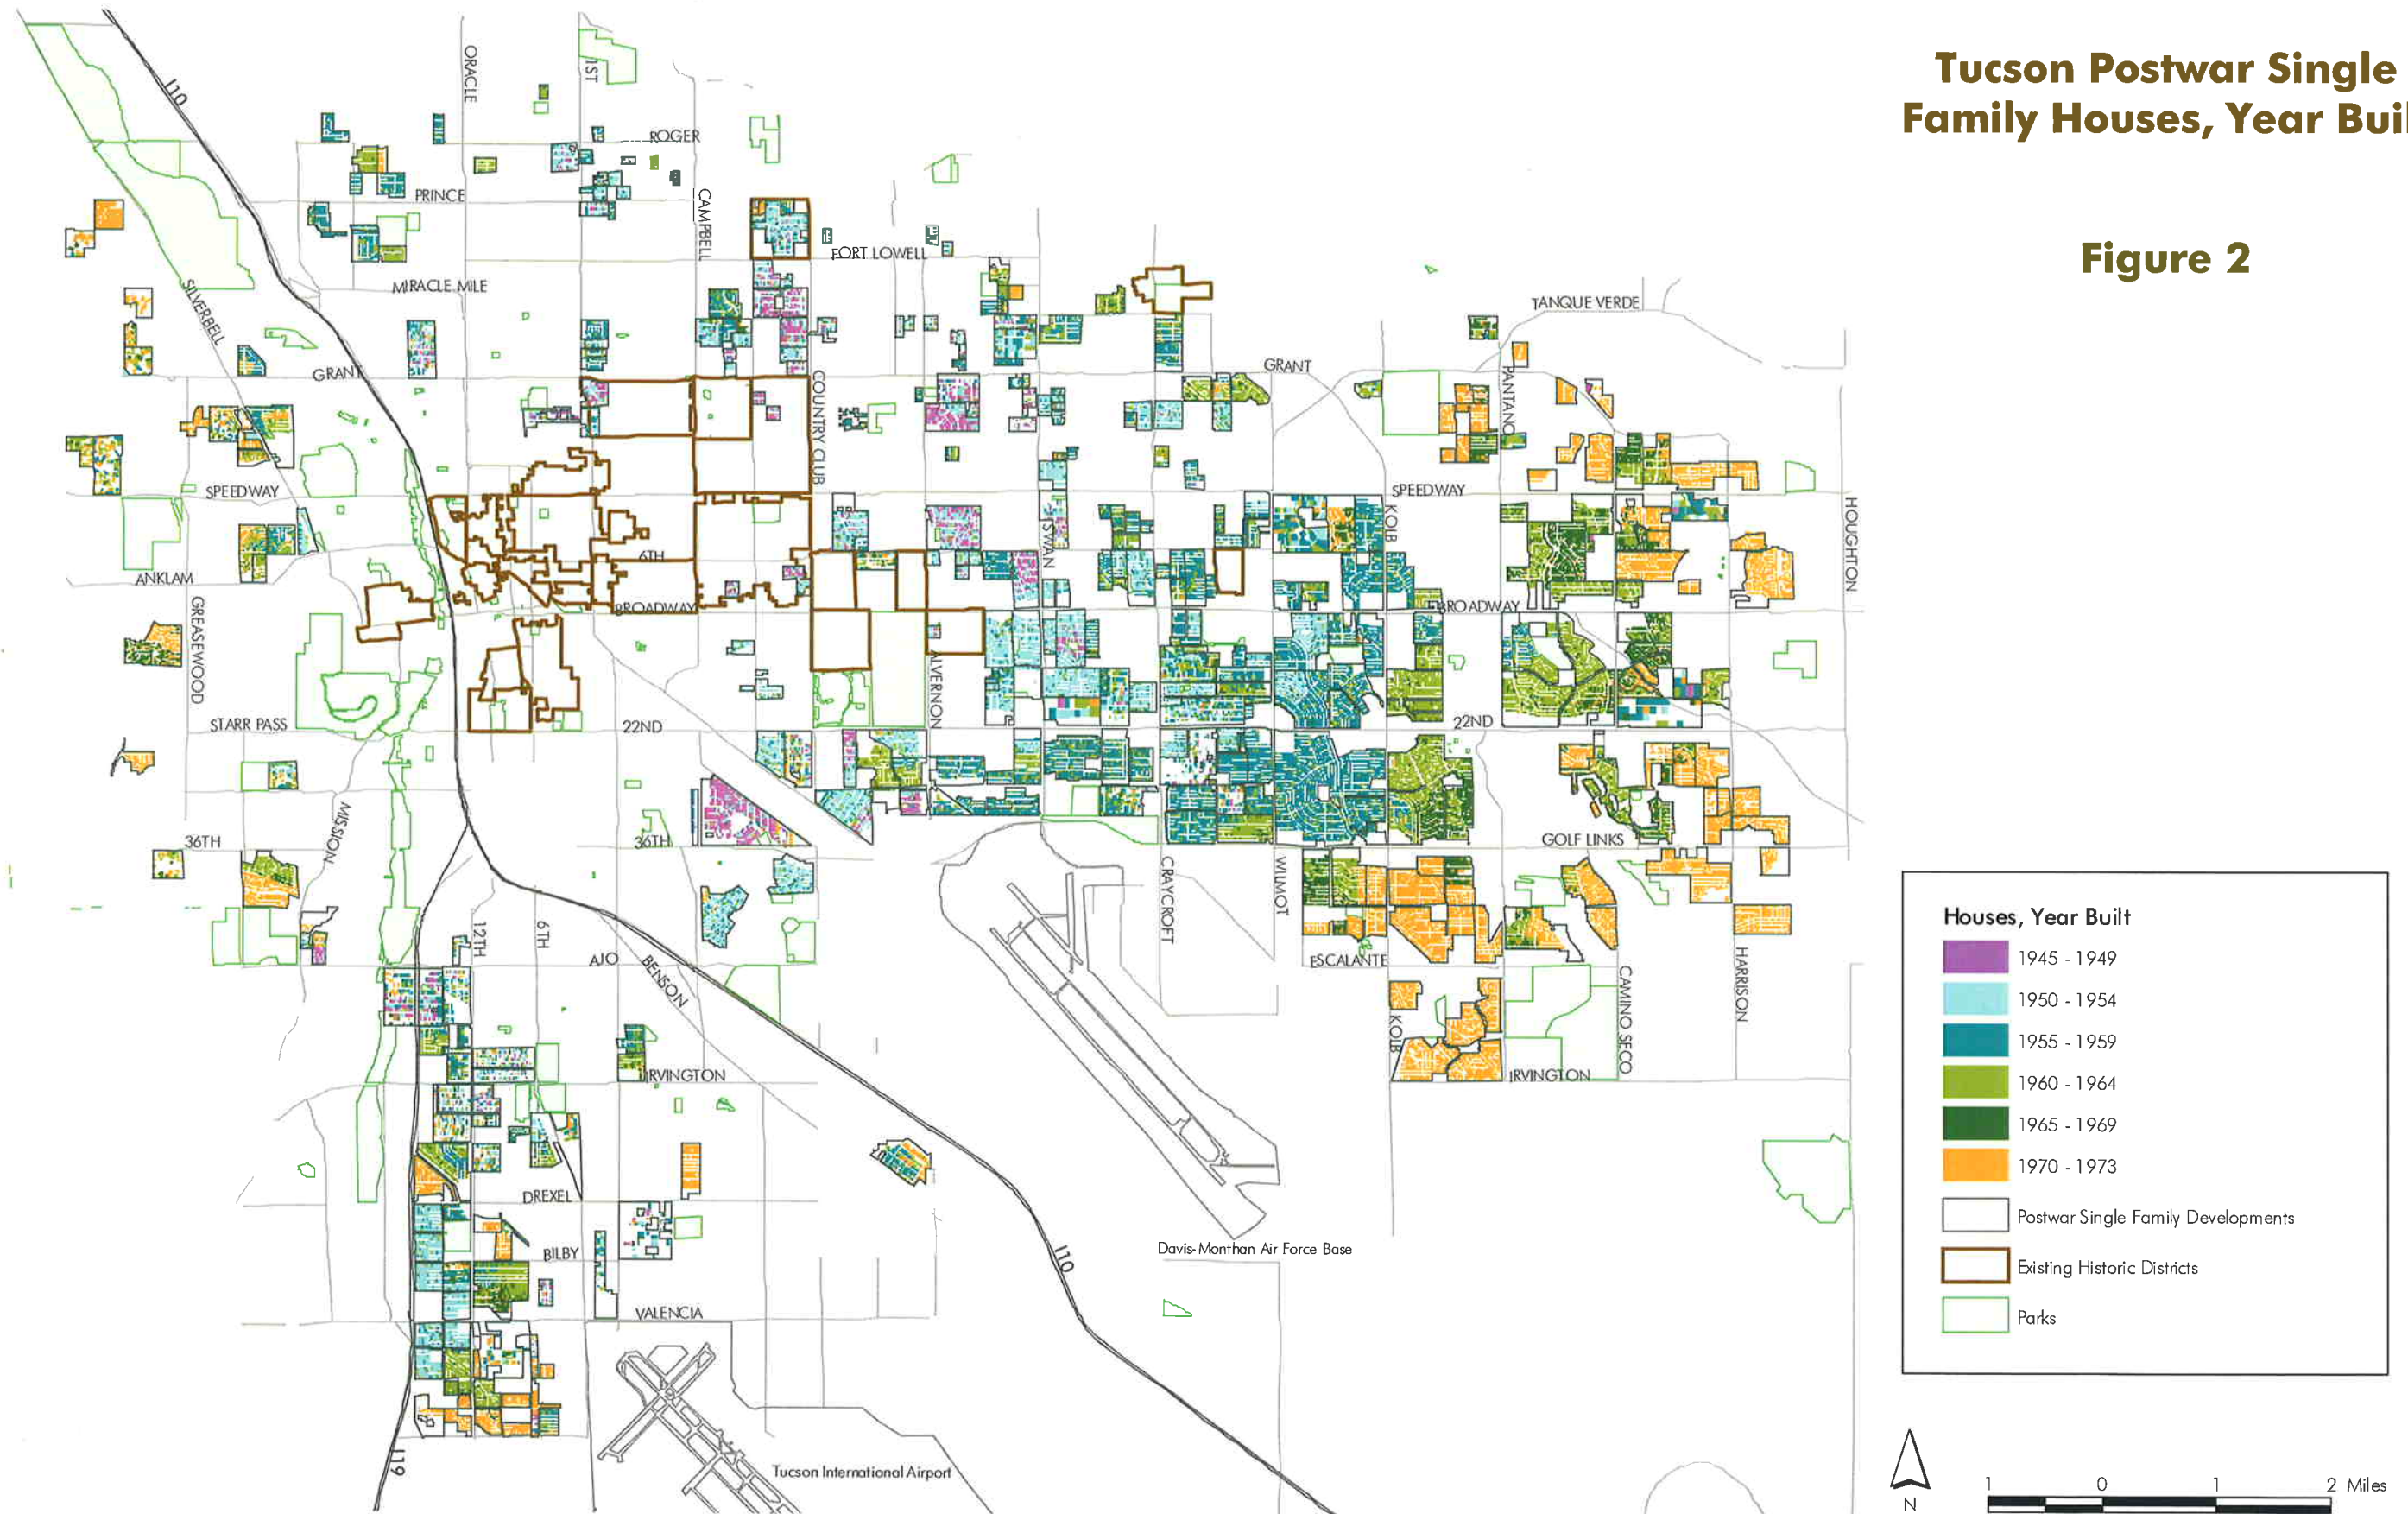 Tucson Postwar Single
Family Houses, Year Buil
Figure 2
I10
ORACLE
1ST
ROGER
PRINCE
CAMPBELL
FORT LOWELL
MIRACLE MILE
SILVERBELL
TANQUE VERDE
GRANT
GRANT
PANTANO
COUNTRY CLUB
SPEEDWAY
SPEEDWAY
KOLB
HOUGHTON
SWAN
6TH
ANKLAM
GREASEWOOD
BROADWAY
BROADWAY
ALVERNON
STARR PASS
22ND
22ND
MISSION
36TH
36TH
GOLF LINKS
CRAYCROFT
WILMOT
12TH
6TH
AJO
BENSON
ESCALANTE
CAMINO SECO
HARRISON
KOLB
IRVINGTON
IRVINGTON
DREXEL
BILBY
I10
Davis-Monthan Air Force Base
VALENCIA
I19
Tucson International Airport
Houses, Year Built
1945 - 1949
1950 - 1954
1955 - 1959
1960 - 1964
1965 - 1969
1970 - 1973
Postwar Single Family Developments
Existing Historic Districts
Parks
N
1 0 1 2 Miles